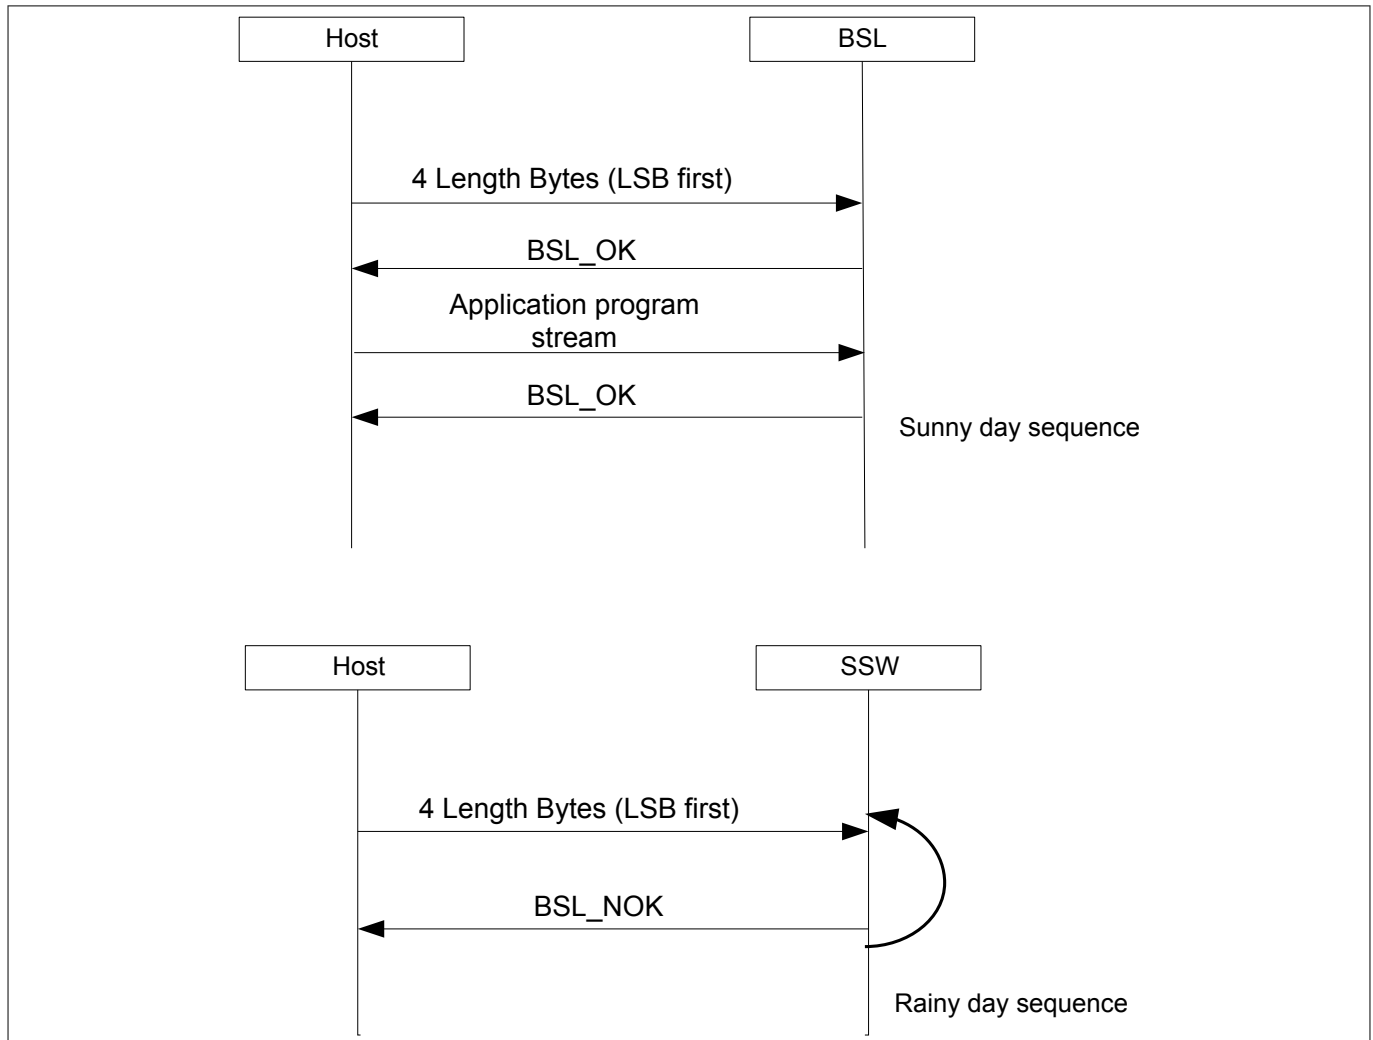 Host
BSL
4 Length Bytes (LSB first)
BSL_OK
Application program
stream
BSL_OK
Sunny day sequence
Host
SSW
4 Length Bytes (LSB first)
BSL_NOK
Rainy day sequence